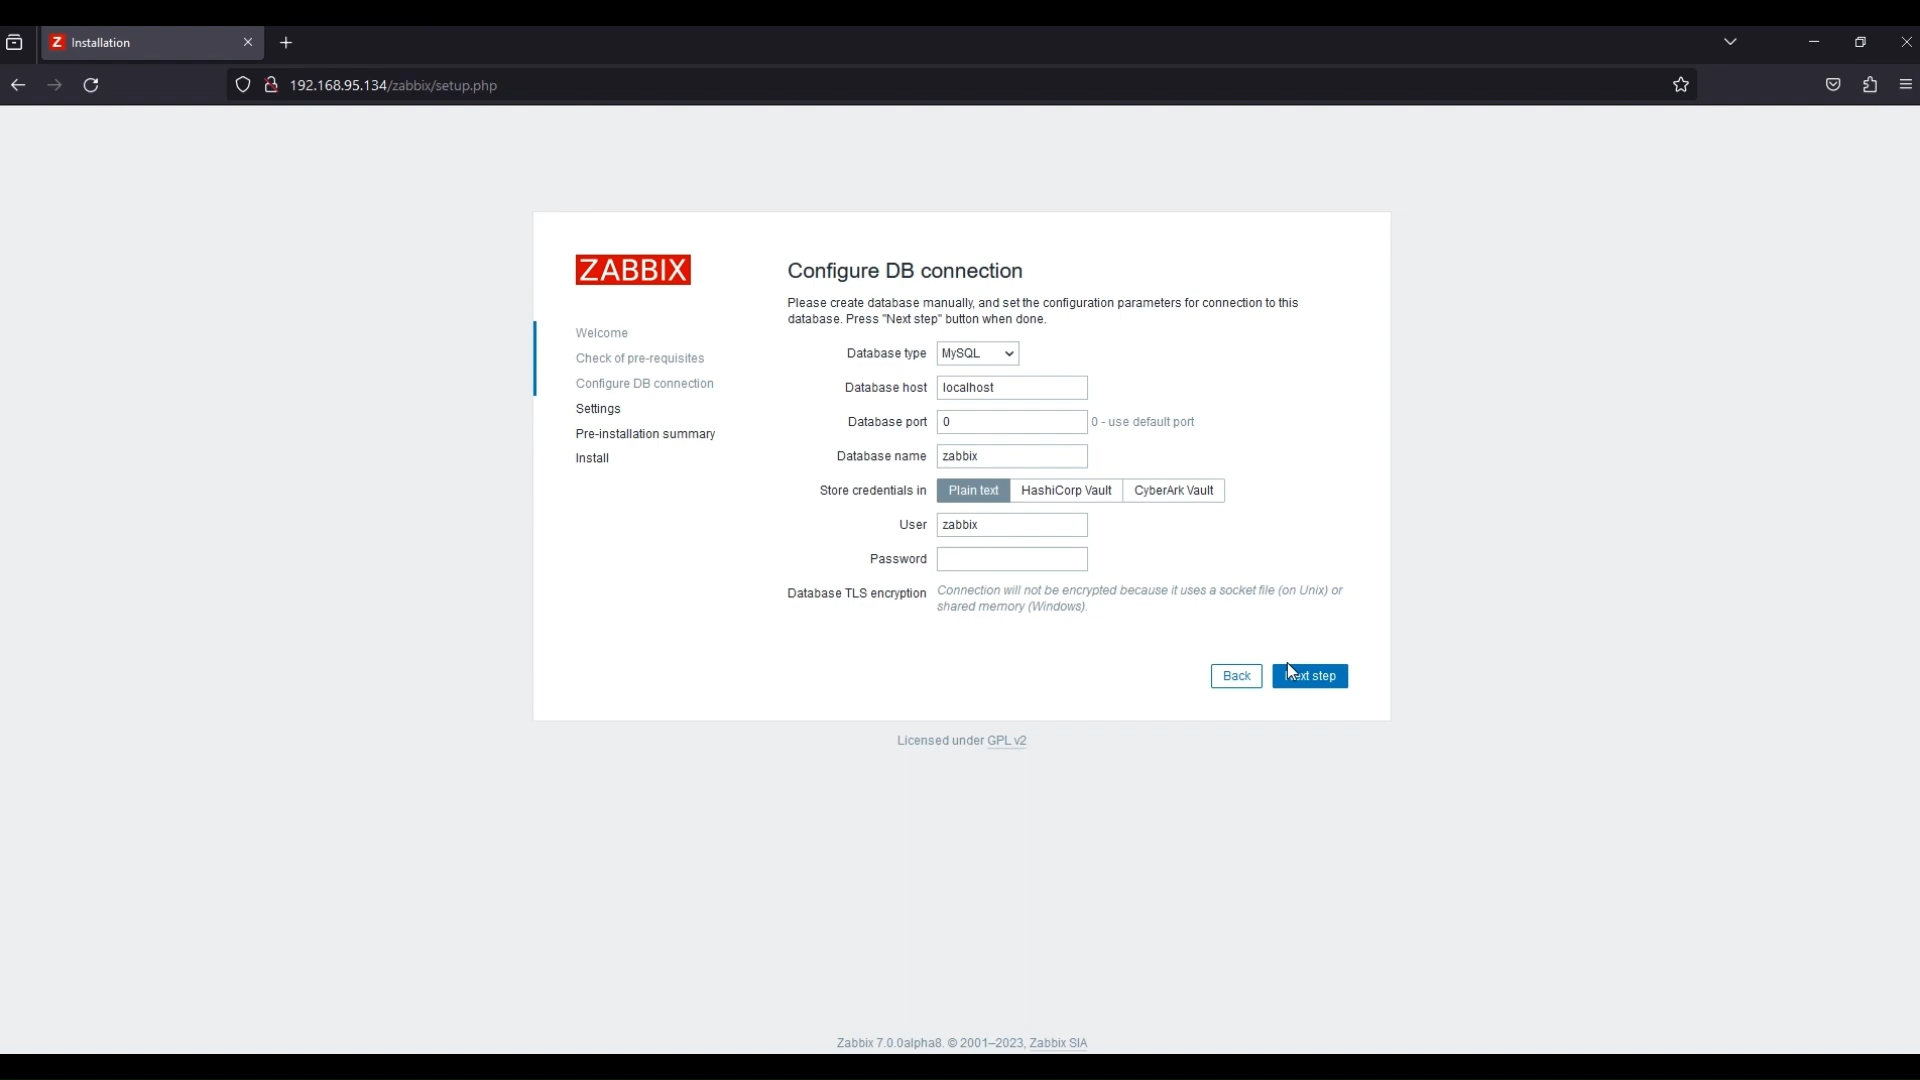 Installation
192.168.95.134/zabbix/setup.php
ZABBIX
Welcome
Check of pre-requisites
Configure DB connection
Settings
Pre-installation summary
Install
Configure DB connection
Please create database manually, and set the configuration parameters for connection to this
database. Press "Next step" button when done.
Database type MySQL
Database host localhost
Database port 0 0 - use default port
Database name zabbix
Store credentials in Plain text HashiCorp Vault CyberArk Vault
User zabbix
Password
Database TLS encryption Connection will not be encrypted because it uses a socket file (on Unix) or
shared memory (Windows).
Back Next step
Licensed under GPL v2
Zabbix 7.0.0alpha8. © 2001–2023, Zabbix SIA